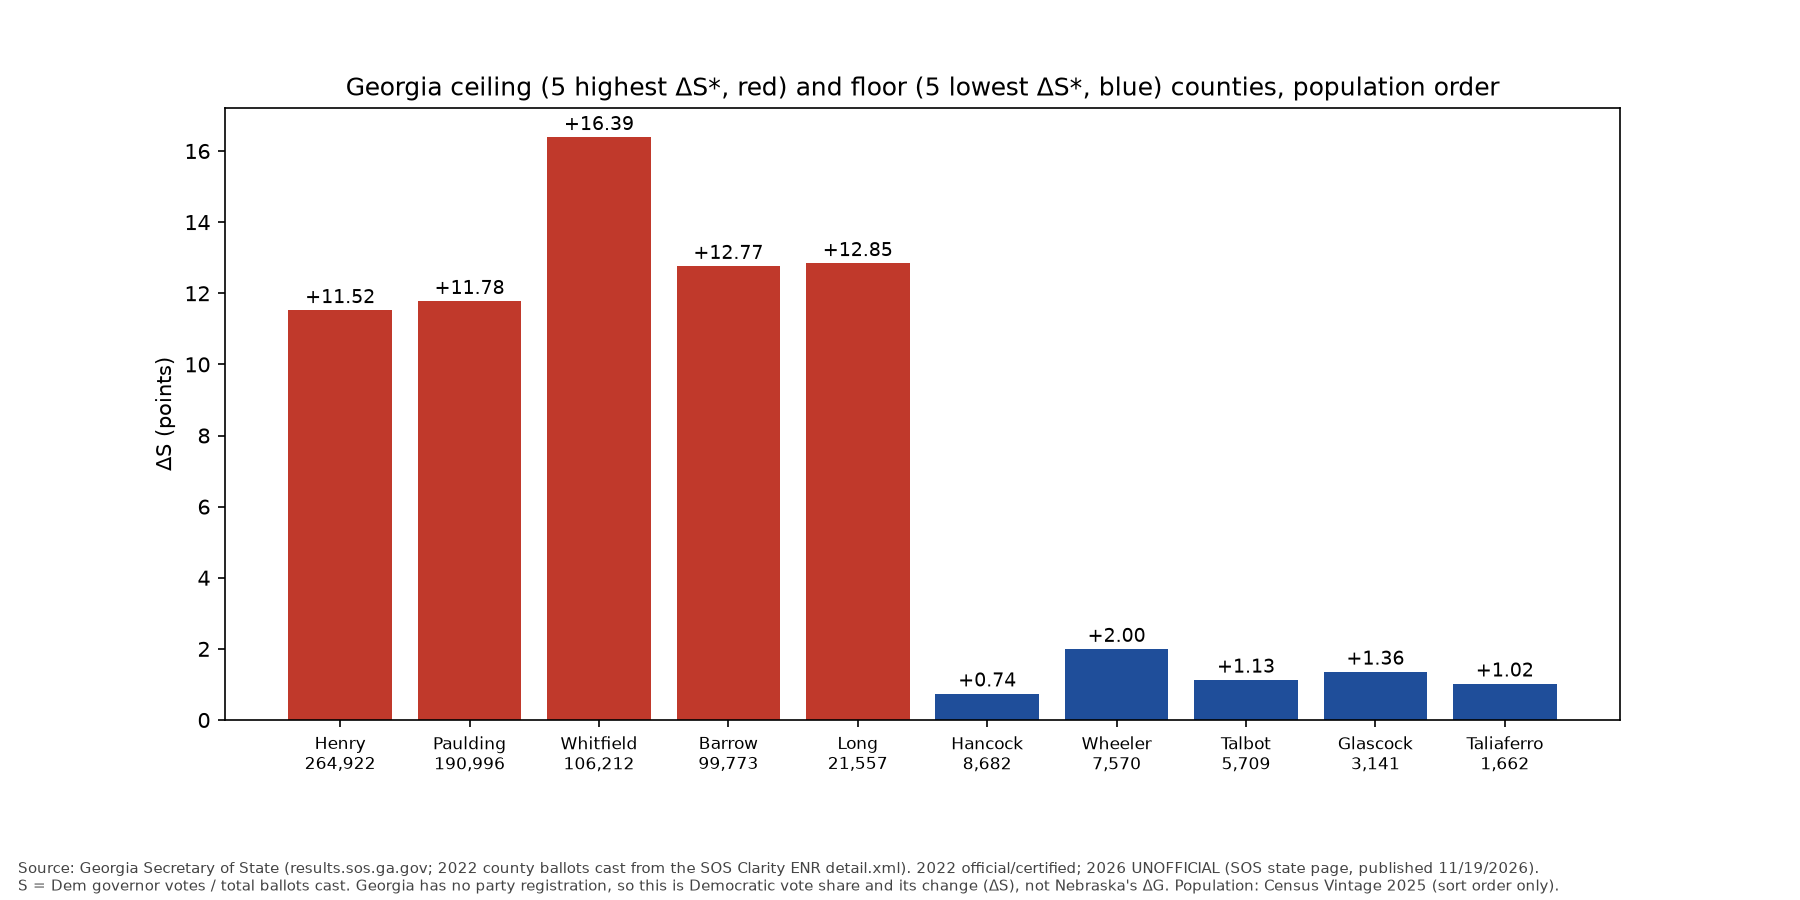 Georgia ceiling (5 highest ΔS*, red) and floor (5 lowest ΔS*, blue) counties, population order
ΔS (points)
16
14
12
10
8
6
4
2
0
+11.52
+11.78
+16.39
+12.77
+12.85
+0.74
+2.00
+1.13
+1.36
+1.02
Henry
264,922
Paulding
190,996
Whitfield
106,212
Barrow
99,773
Long
21,557
Hancock
8,682
Wheeler
7,570
Talbot
5,709
Glascock
3,141
Taliaferro
1,662
Source: Georgia Secretary of State (results.sos.ga.gov; 2022 county ballots cast from the SOS Clarity ENR detail.xml). 2022 official/certified; 2026 UNOFFICIAL (SOS state page, published 11/19/2026).
S = Dem governor votes / total ballots cast. Georgia has no party registration, so this is Democratic vote share and its change (ΔS), not Nebraska's ΔG. Population: Census Vintage 2025 (sort order only).